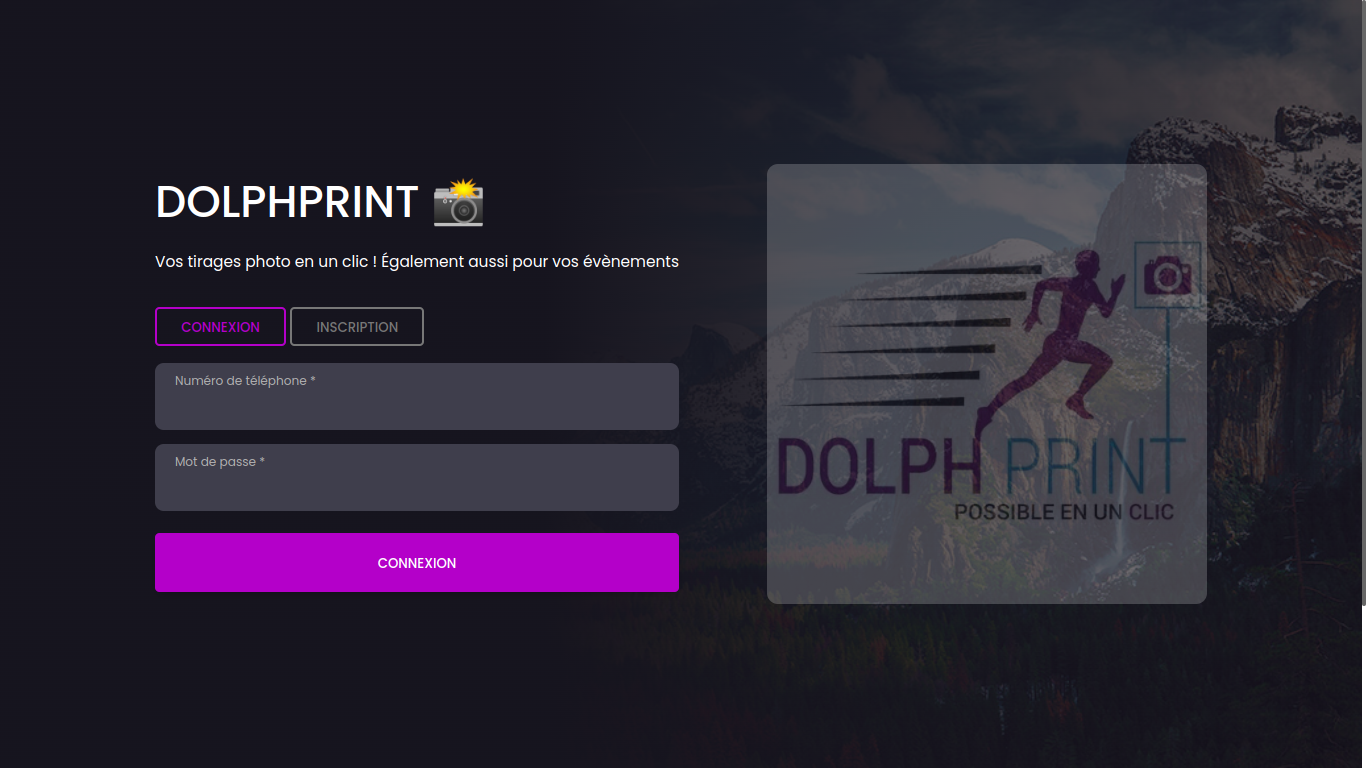 DOLPHPRINT 📸
Vos tirages photo en un clic ! Également aussi pour vos évènements
CONNEXION
INSCRIPTION
Numéro de téléphone *
Mot de passe *
CONNEXION
DOLPH PRINT
POSSIBLE EN UN CLIC